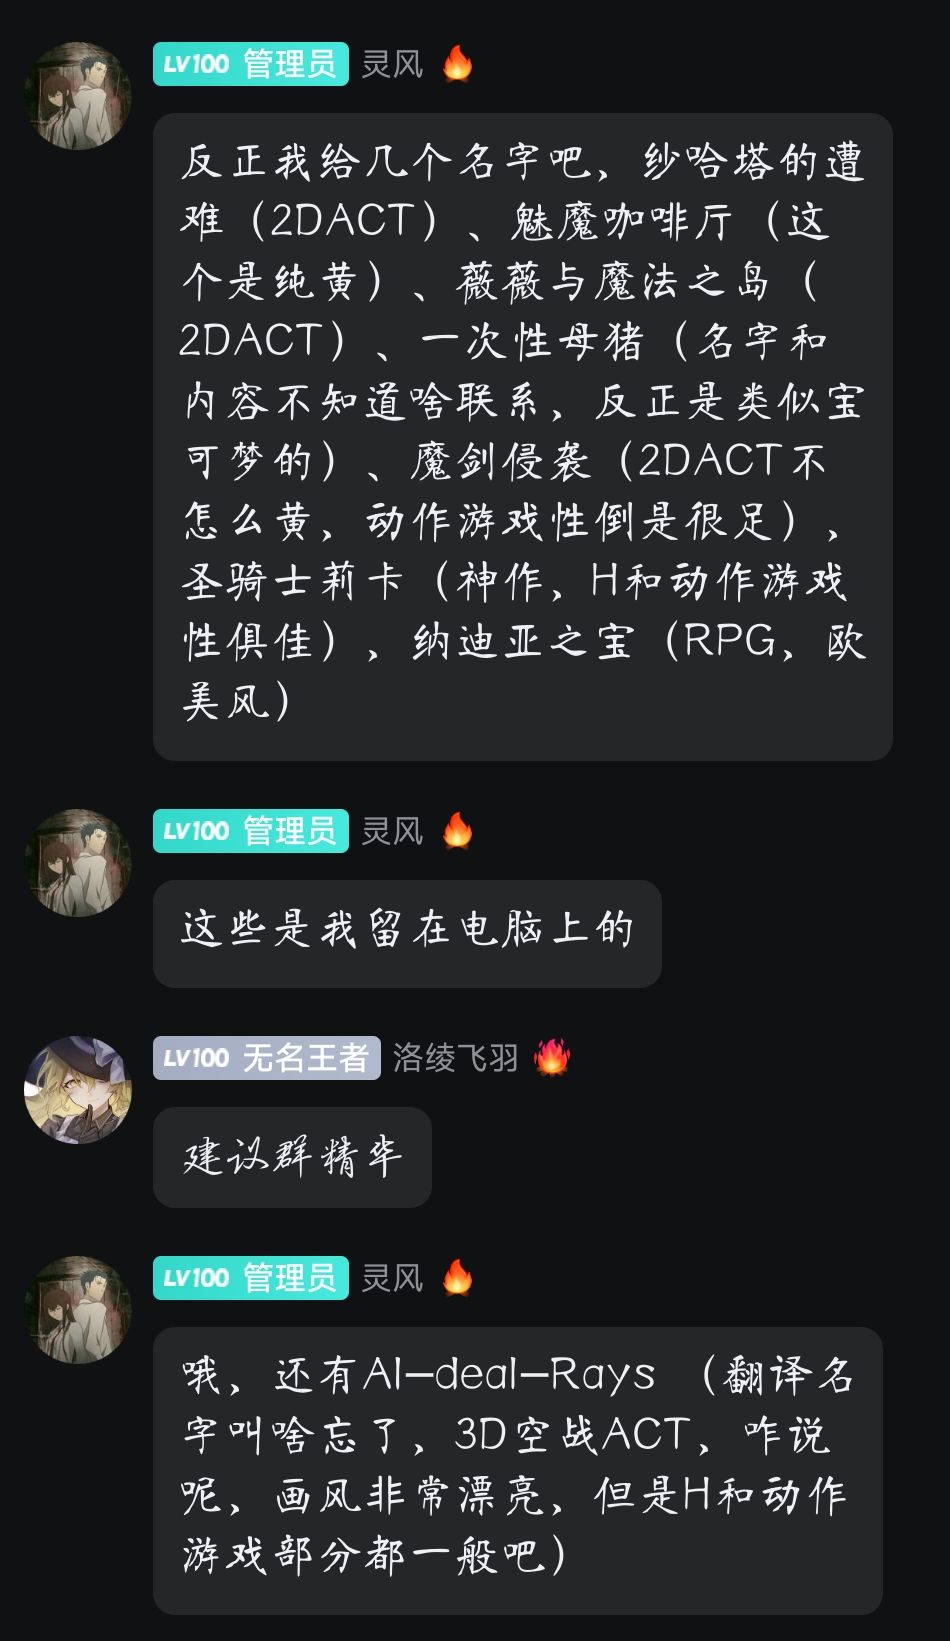 LV100 管理员 灵风
反正我给几个名字吧，纱哈塔的遭
难（2DACT）、魅魔咖啡厅（这
个是纯黄）、薇薇与魔法之岛（
2DACT）、一次性母猪（名字和
内容不知道啥联系，反正是类似宝
可梦的）、魔剑侵袭（2DACT不
怎么黄，动作游戏性倒是很足），
圣骑士莉卡（神作，H和动作游戏
性俱佳），纳迪亚之宝（RPG，欧
美风）
LV100 管理员 灵风
这些是我留在电脑上的
LV100 无名王者 洛绫飞羽
建议群精华
LV100 管理员 灵风
哦，还有AI-deal-Rays （翻译名
字叫啥忘了，3D空战ACT，咋说
呢，画风非常漂亮，但是H和动作
游戏部分都一般吧）